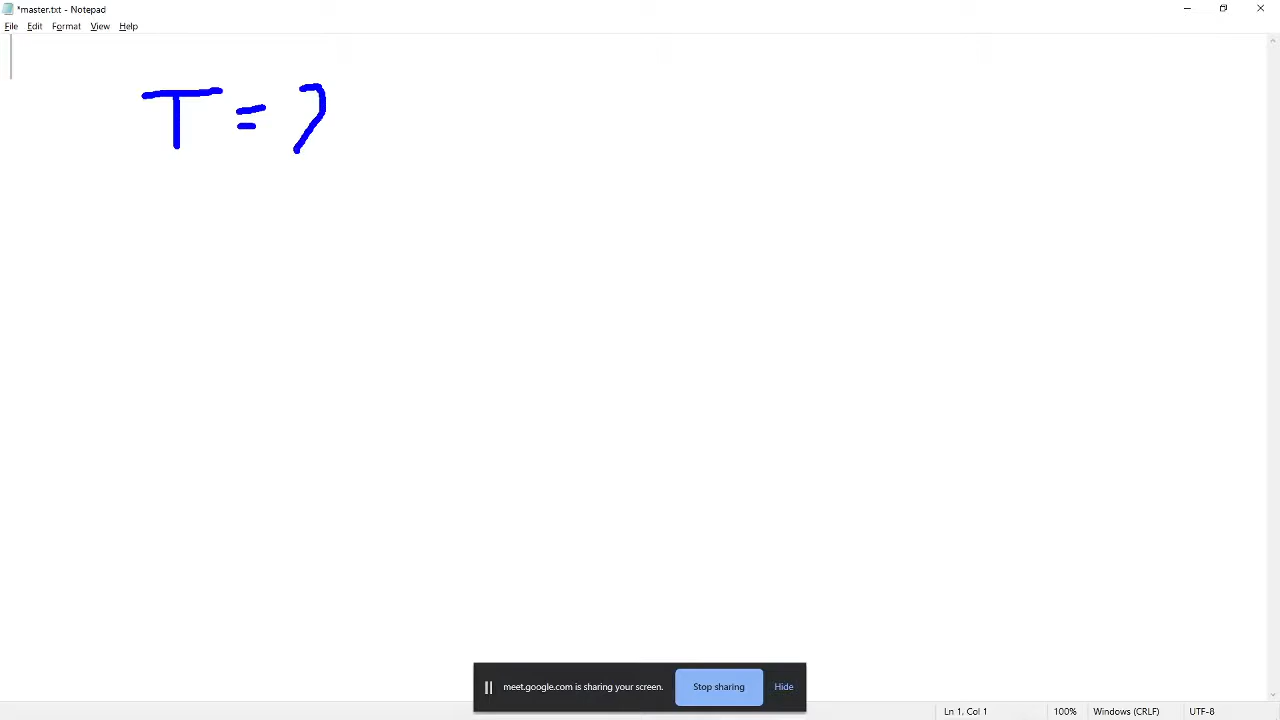 *master.txt - Notepad
File Edit Format View Help
T = 7
meet.google.com is sharing your screen. Stop sharing Hide
Ln 1, Col 1 100% Windows (CRLF) UTF-8